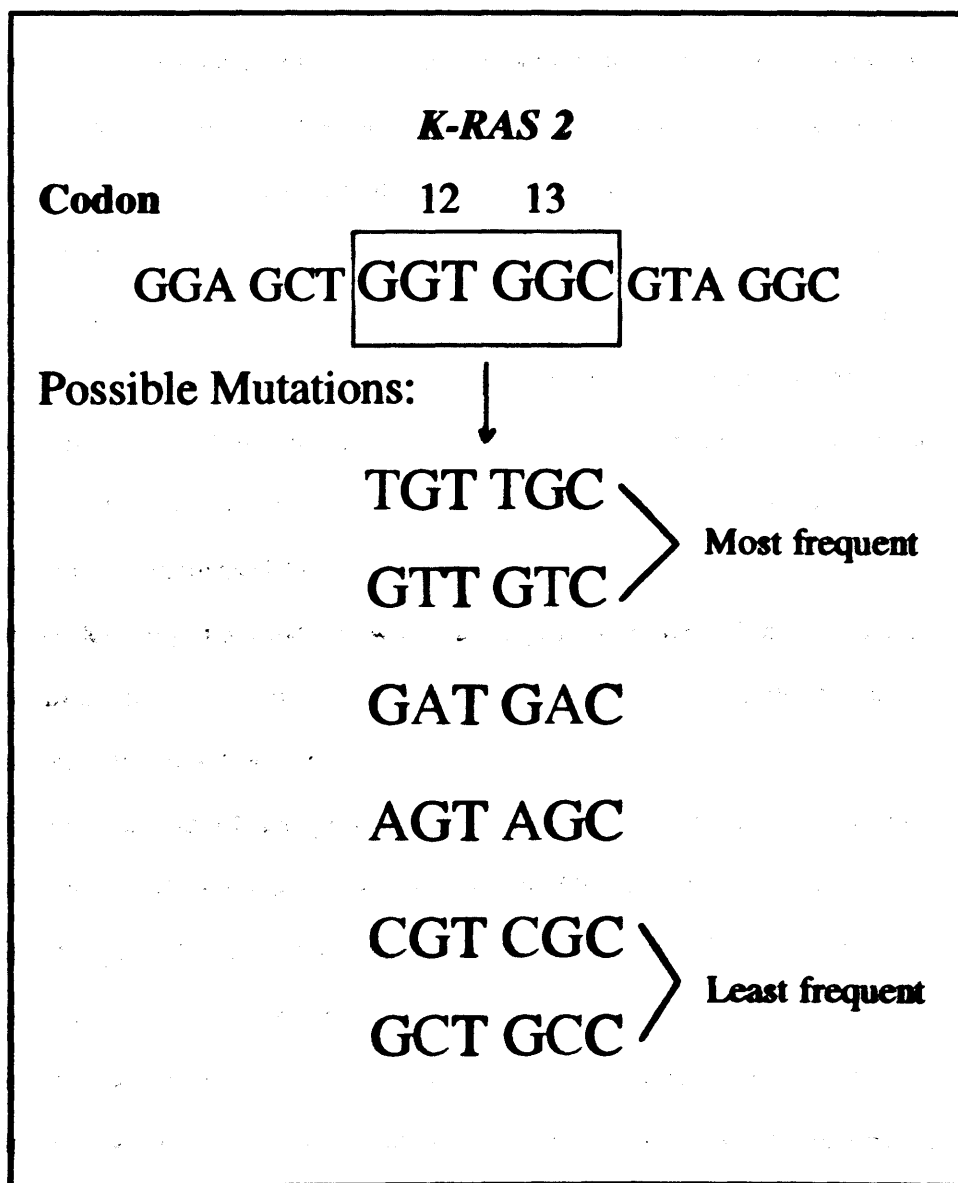 K-RAS 2
Codon 12 13
GGA GCT GGT GGC GTA GGC
Possible Mutations:
TGT TGC
Most frequent
GTT GTC
GAT GAC
AGT AGC
CGT CGC
Least frequent
GCT GCC